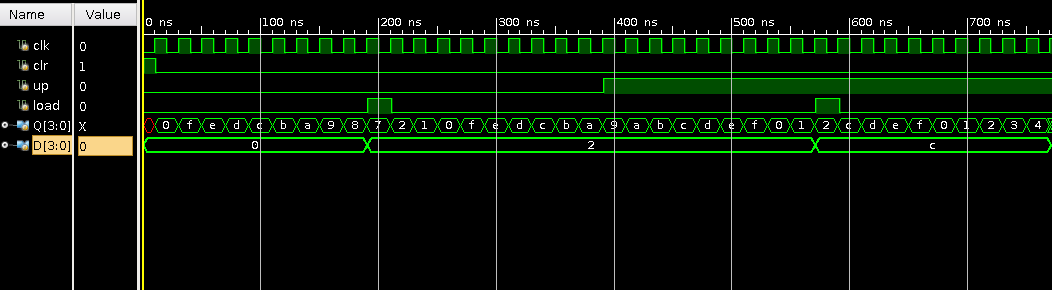 Name Value 0 ns 100 ns 200 ns 300 ns 400 ns 500 ns 600 ns 700 ns
clk 0
clr 1
up 0
load 0
Q[3:0] X 0 f e d c b a 9 8 7 2 1 0 f e d c b a 9 a b c d e f 0 1 2 c d e f 0 1 2 3 4
D[3:0] 0 0 2 c